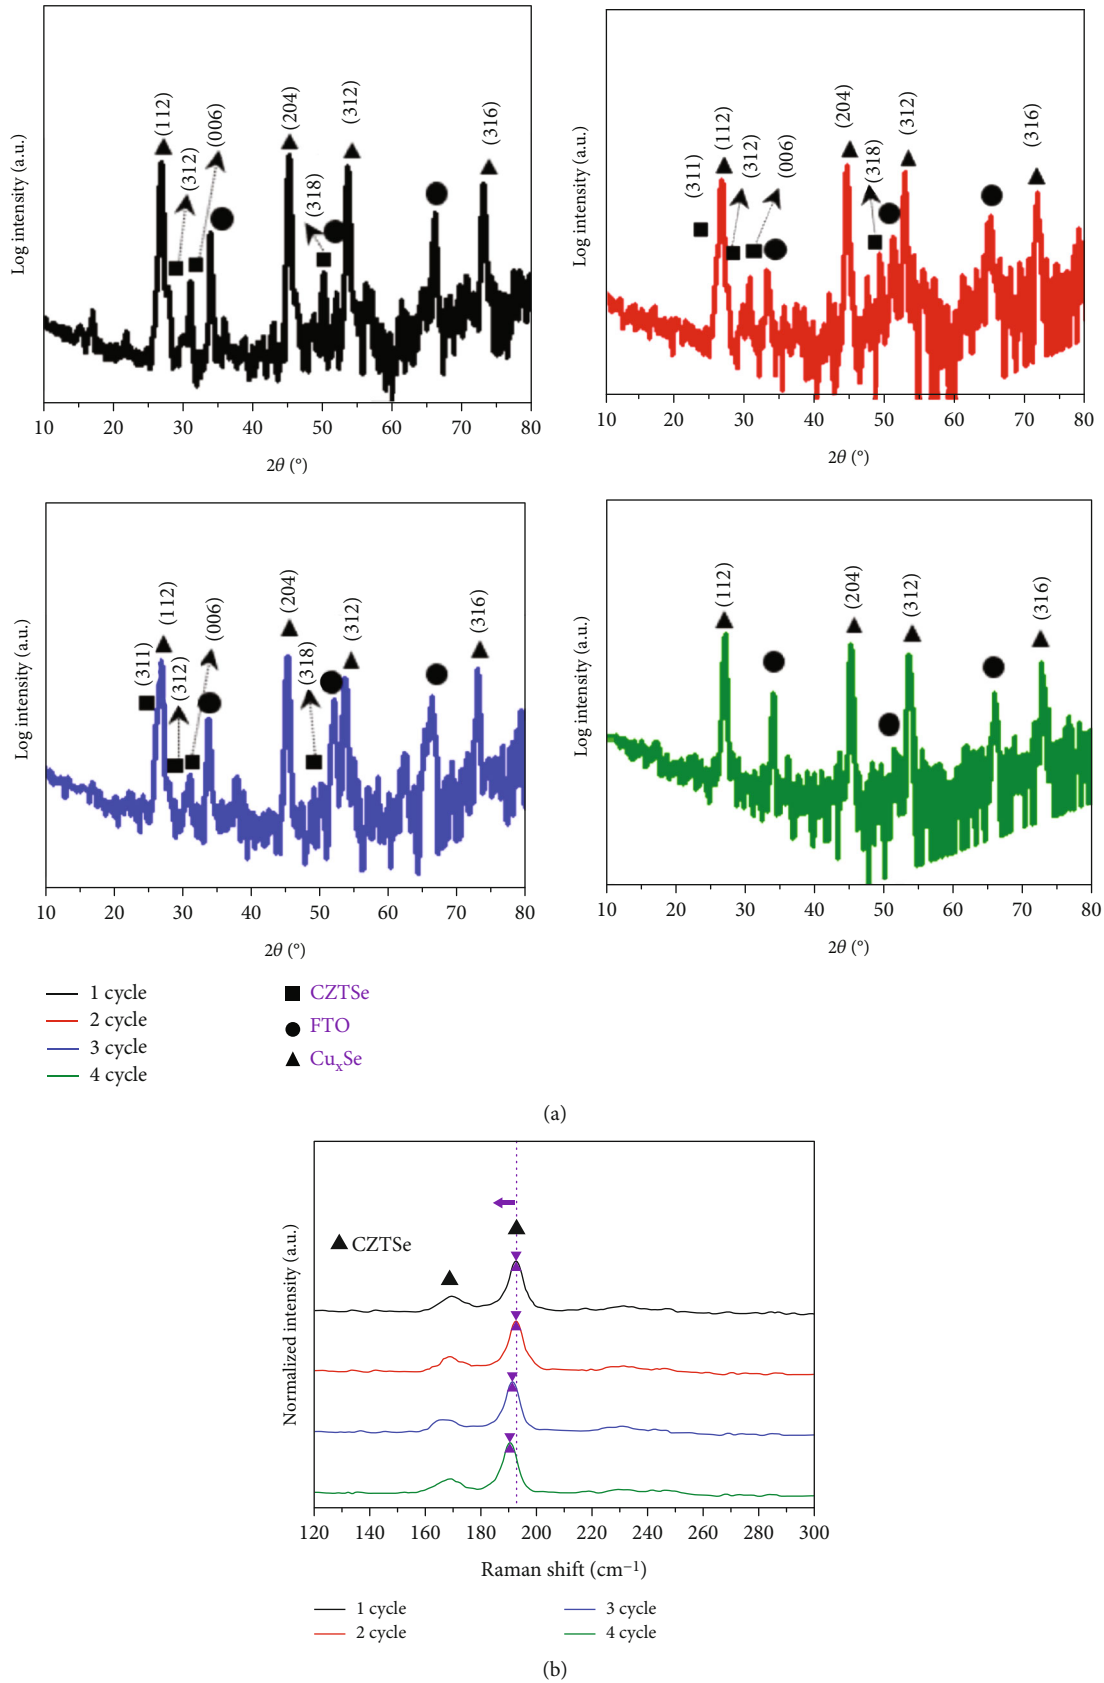 (112)
(312)
(006)
(204)
(318)
(312)
(316)
Log intensity (a.u.)
10 20 30 40 50 60 70 80
2θ (°)
(311)
(112)
(312)
(006)
(204)
(318)
(312)
(316)
Log intensity (a.u.)
10 20 30 40 50 60 70 80
2θ (°)
(311)
(112)
(312)
(006)
(204)
(318)
(312)
(316)
Log intensity (a.u.)
10 20 30 40 50 60 70 80
2θ (°)
(112)
(204)
(312)
(316)
Log intensity (a.u.)
10 20 30 40 50 60 70 80
2θ (°)
1 cycle
2 cycle
3 cycle
4 cycle
CZTSe
FTO
CuₓSe
(a)
CZTSe
Normalized intensity (a.u.)
120 140 160 180 200 220 240 260 280 300
Raman shift (cm⁻¹)
1 cycle
2 cycle
3 cycle
4 cycle
(b)